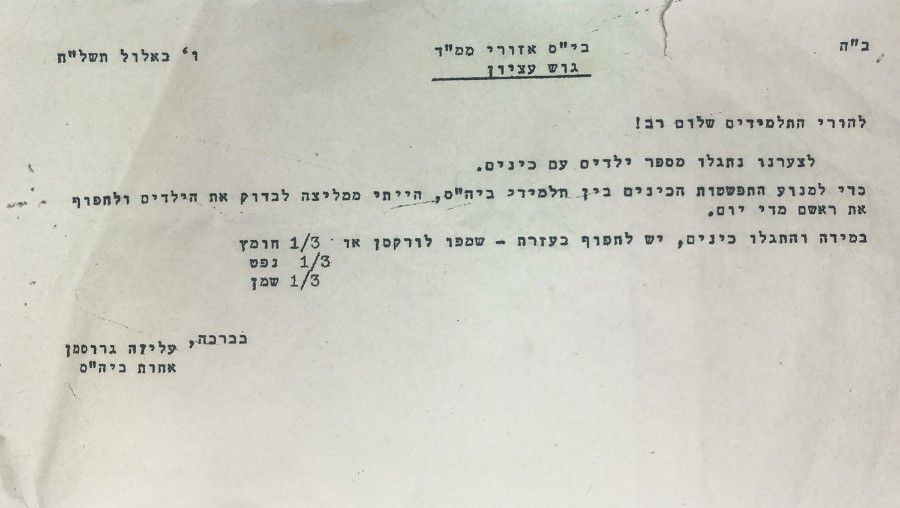 ב"ה
בי"ס אזורי ממ"ד
ו' באלול תשל"ח
גוש עציון
להורי התלמידים שלום רב!
לצערנו נתגלו מספר ילדים עם כינים.
כדי למנוע התפשטות הכינים בין תלמידי ביה"ס, הייתי ממליצה לבדוק את הילדים ולחפוף
את ראשם מדי יום.
במידה והתגלו כינים, יש לחפוף בעזרת – שמפו לורקסן או 1/3 חומץ
1/3 נפט
1/3 שמן
בברכה,
עליזה גרוסמן
אחות ביה"ס